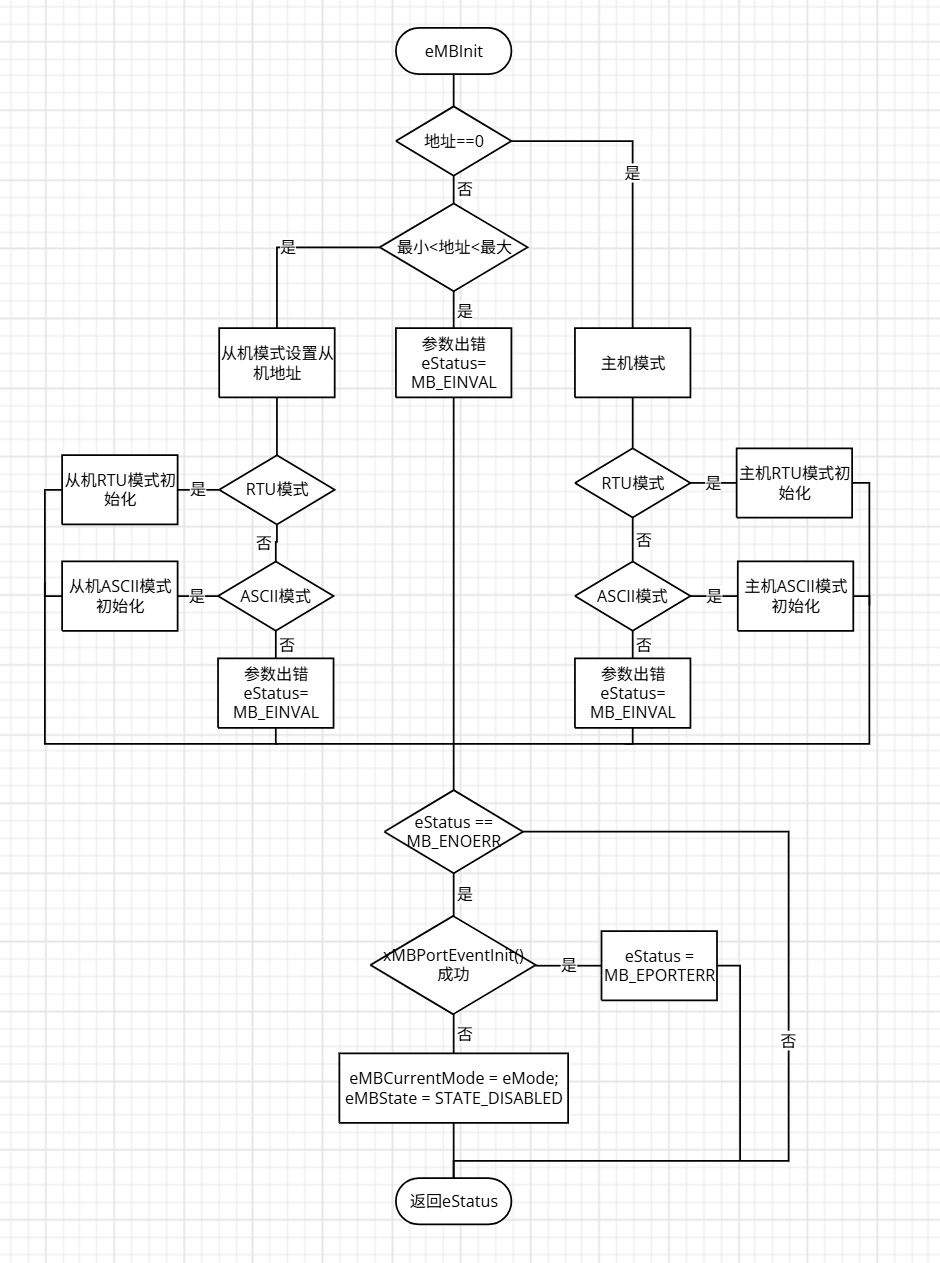 eMBInit
地址==0
是
否
最小<地址<最大
是
是
从机模式设置从
机地址
参数出错
eStatus=
MB_EINVAL
主机模式
从机RTU模式初
始化
是
RTU模式
RTU模式
是
主机RTU模式初
始化
否
否
从机ASCII模式
初始化
是
ASCII模式
ASCII模式
是
主机ASCII模式
初始化
否
否
参数出错
eStatus=
MB_EINVAL
参数出错
eStatus=
MB_EINVAL
eStatus ==
MB_ENOERR
是
xMBPortEventInit()
成功
是
eStatus =
MB_EPORTERR
否
否
eMBCurrentMode = eMode;
eMBState = STATE_DISABLED
返回eStatus